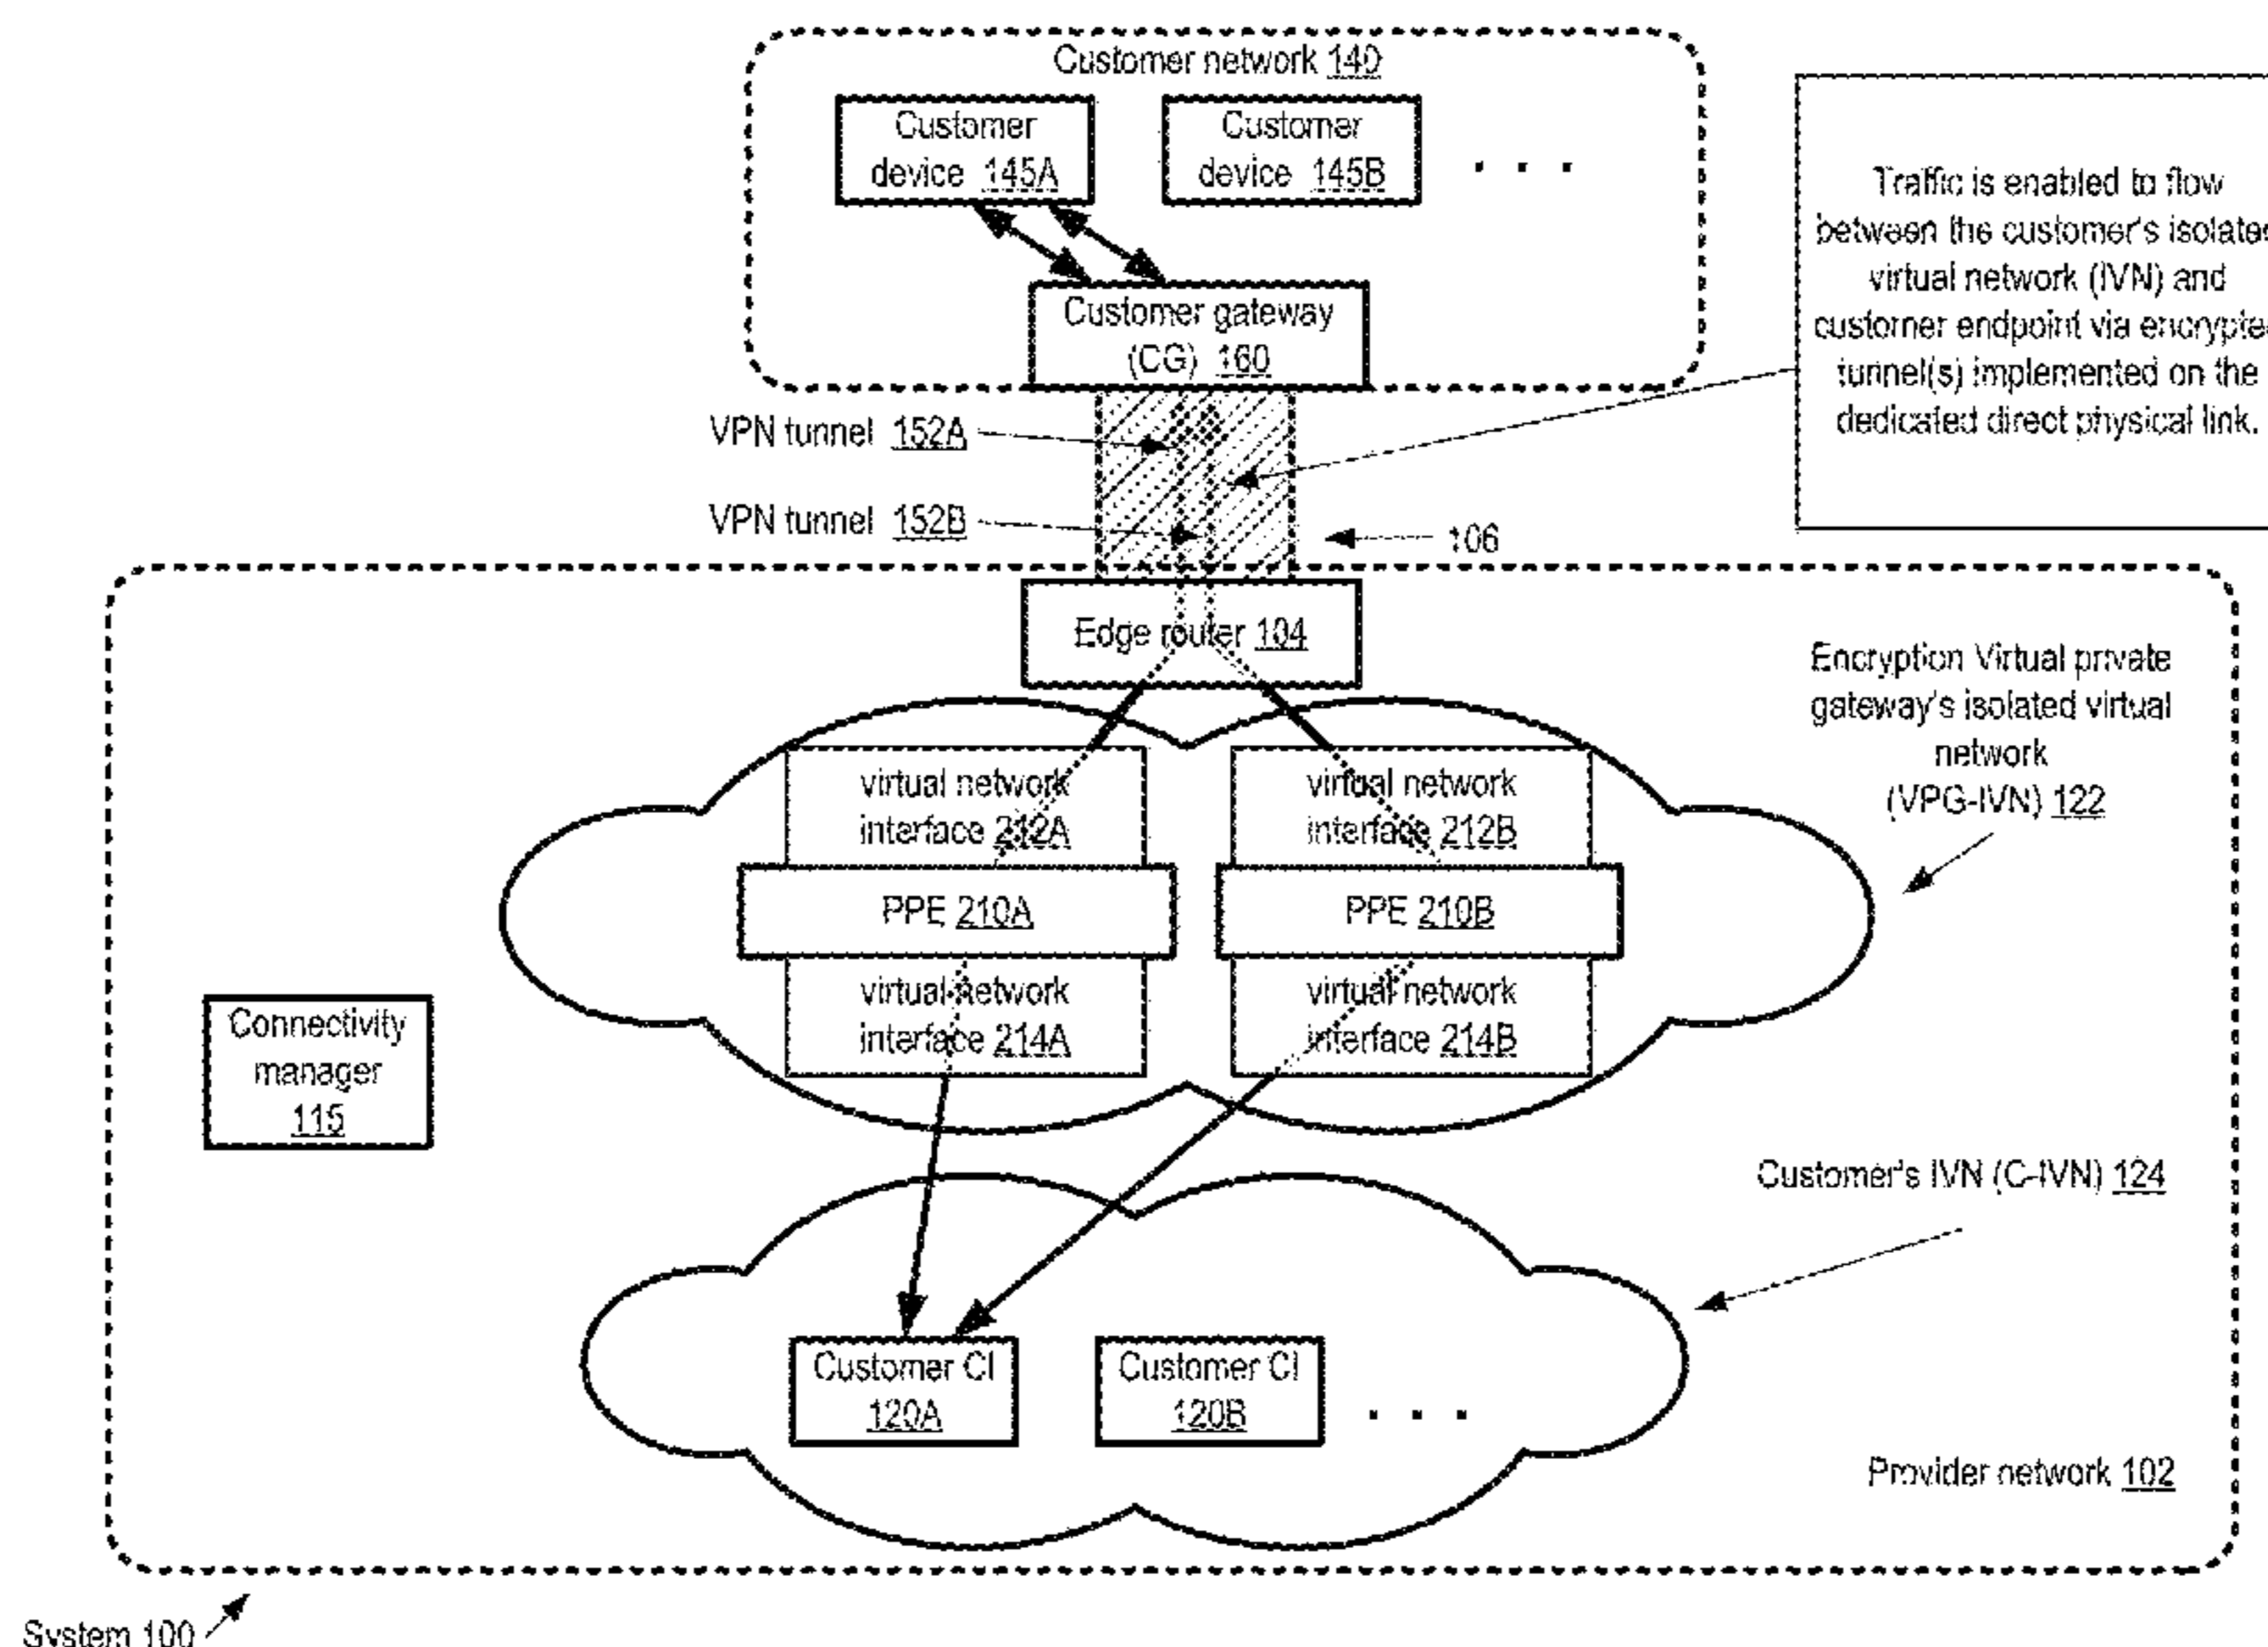 Customer network 140
Customer
device 145A
Customer
device 145B
. . .
Traffic is enabled to flow
between the customer's isolated
virtual network (IVN) and
customer endpoint via encrypted
tunnel(s) implemented on the
dedicated direct physical link.
Customer gateway
(CG) 160
VPN tunnel 152A
VPN tunnel 152B
106
Edge router 104
Encryption Virtual private
gateway's isolated virtual
network
(VPG-IVN) 122
virtual network
interface 212A
virtual network
interface 212B
PPE 210A
PPE 210B
virtual network
interface 214A
virtual network
interface 214B
Connectivity
manager
115
Customer's IVN (C-IVN) 124
Customer CI
120A
Customer CI
120B
. . .
Provider network 102
System 100